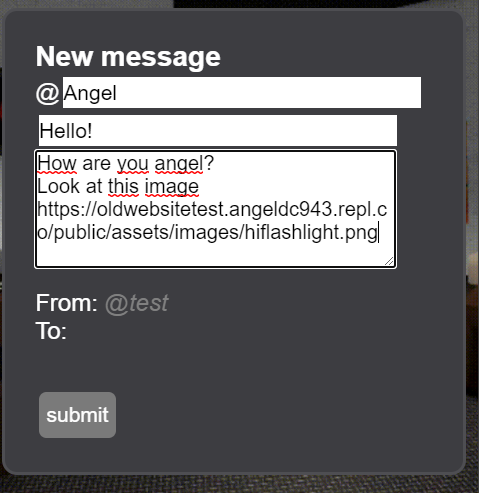 New message
@Angel
Hello!
How are you angel?
Look at this image
https://oldwebsitetest.angeldc943.repl.c
o/public/assets/images/hiflashlight.png
From: @test
To:
submit